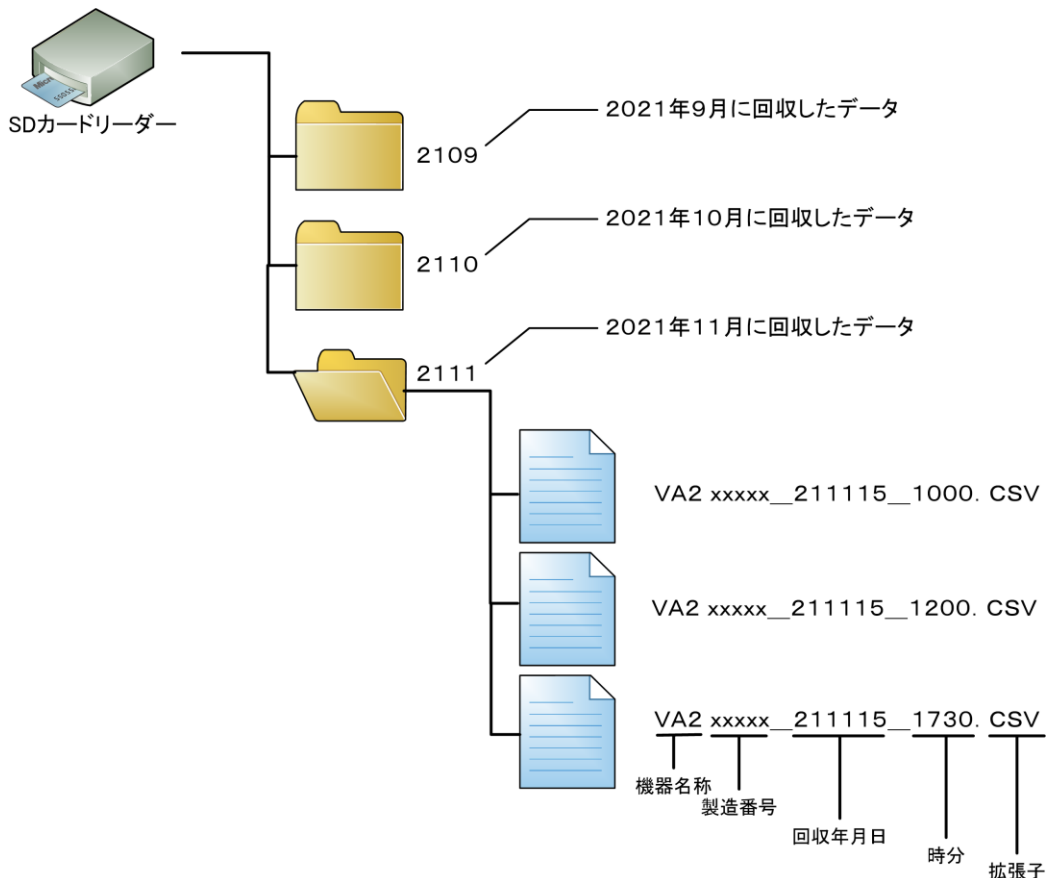 SDカードリーダー
2109
2021年9月に回収したデータ
2110
2021年10月に回収したデータ
2111
2021年11月に回収したデータ
VA2 xxxxx__211115__1000. CSV
VA2 xxxxx__211115__1200. CSV
VA2 xxxxx__211115__1730. CSV
機器名称
製造番号
回収年月日
時分
拡張子